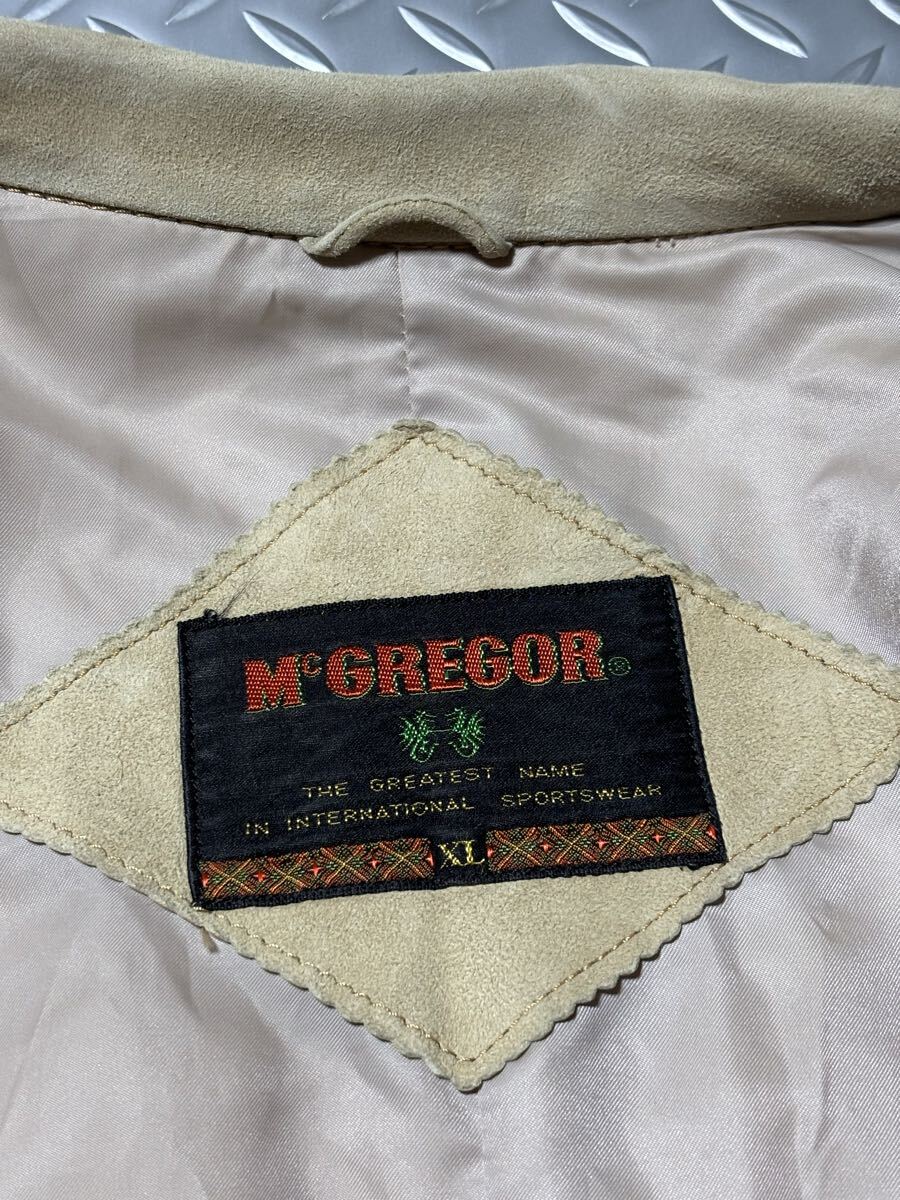 McGREGOR®
THE GREATEST NAME
IN INTERNATIONAL SPORTSWEAR
XL